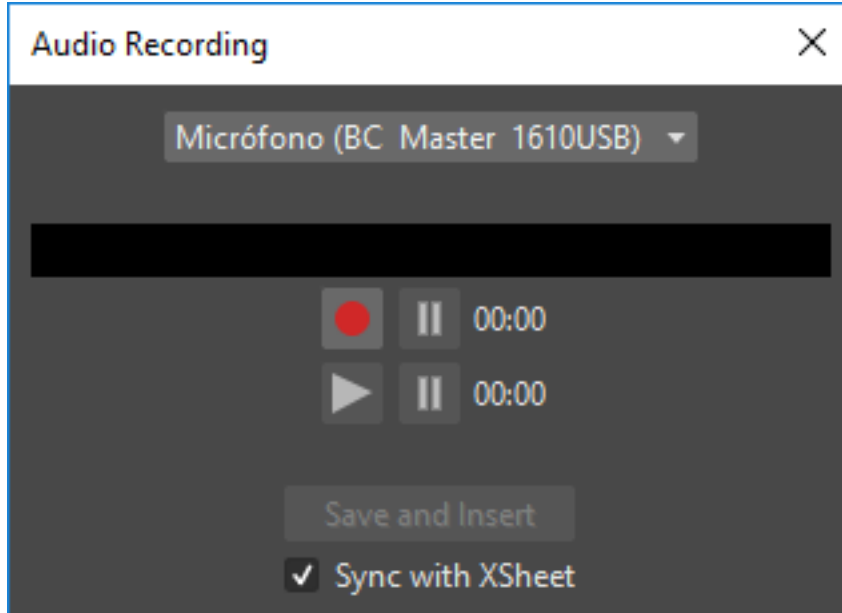 Audio Recording
Micrófono (BC Master 1610USB)
00:00
00:00
Save and Insert
Sync with XSheet